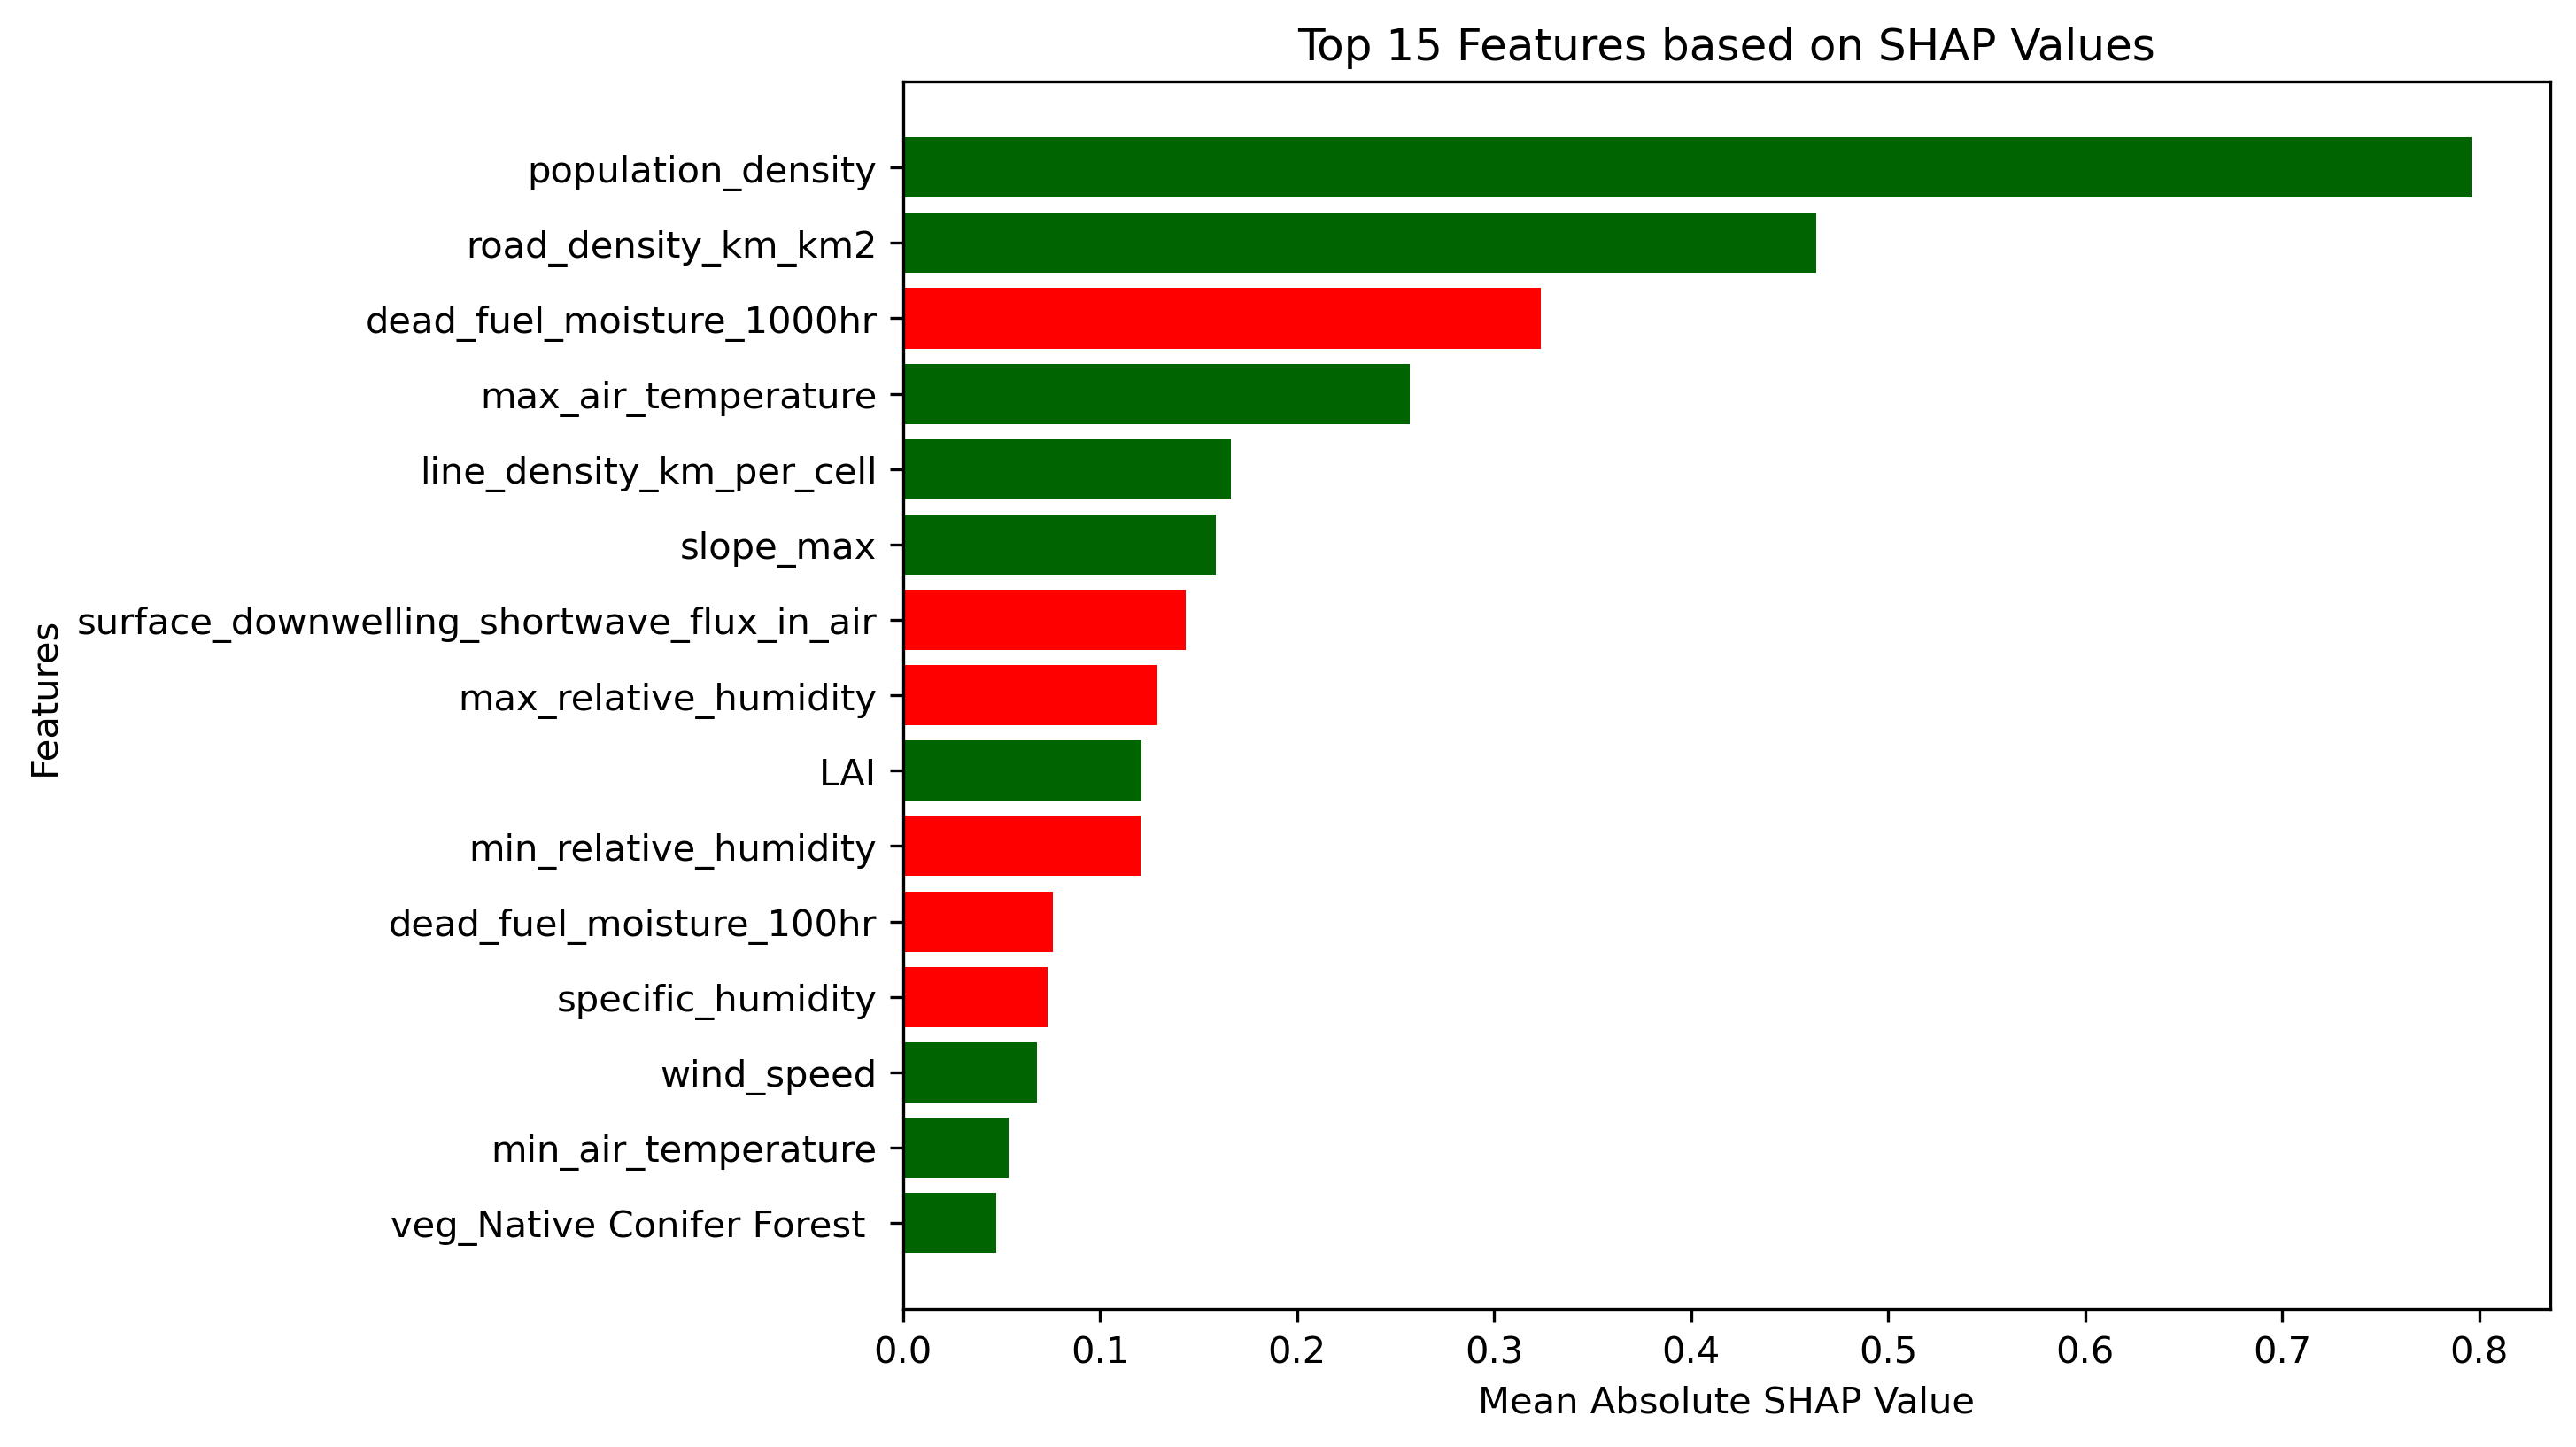 Top 15 Features based on SHAP Values
Features
population_density
road_density_km_km2
dead_fuel_moisture_1000hr
max_air_temperature
line_density_km_per_cell
slope_max
surface_downwelling_shortwave_flux_in_air
max_relative_humidity
LAI
min_relative_humidity
dead_fuel_moisture_100hr
specific_humidity
wind_speed
min_air_temperature
veg_Native Conifer Forest
0.0 0.1 0.2 0.3 0.4 0.5 0.6 0.7 0.8
Mean Absolute SHAP Value